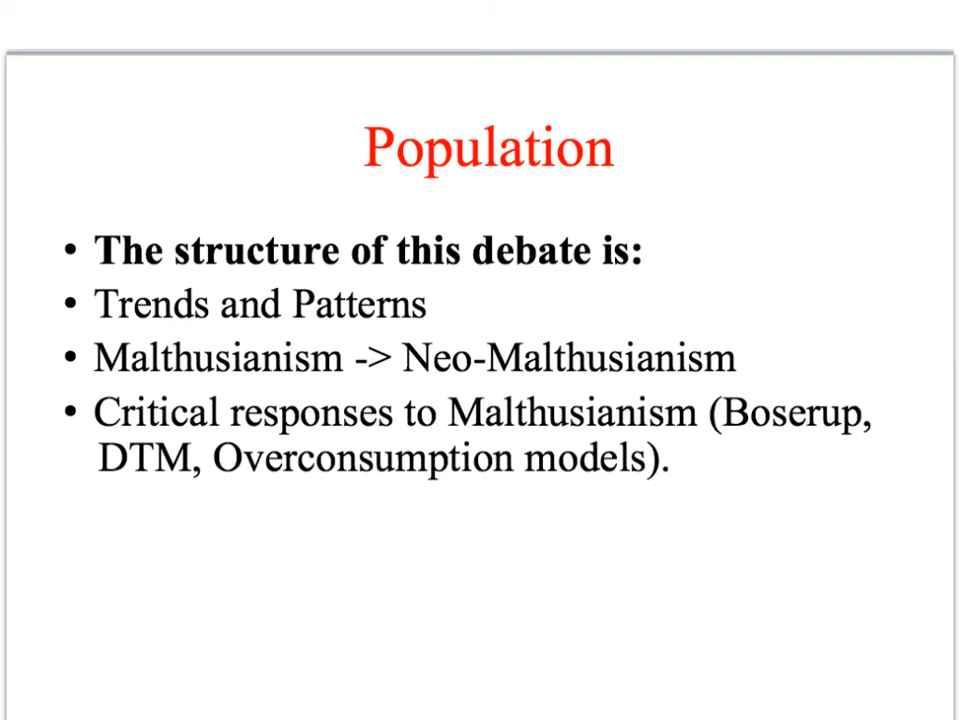 Population
• The structure of this debate is:
• Trends and Patterns
• Malthusianism -> Neo-Malthusianism
• Critical responses to Malthusianism (Boserup,
DTM, Overconsumption models).